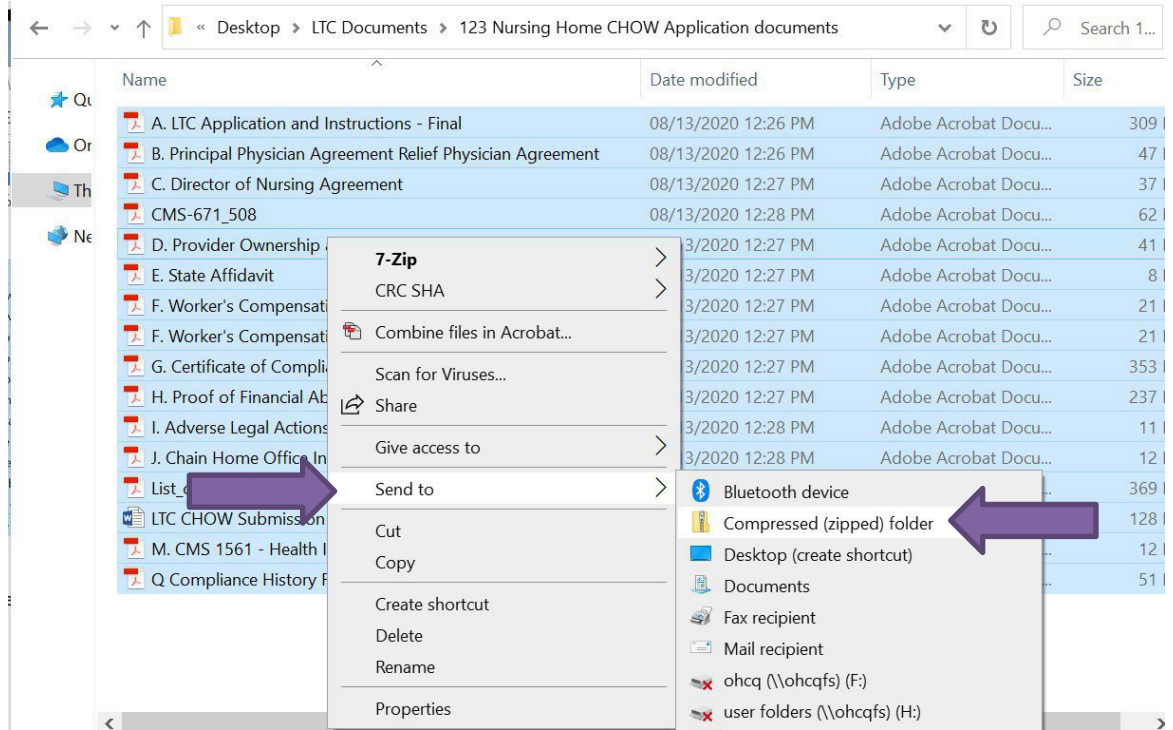 « Desktop > LTC Documents > 123 Nursing Home CHOW Application documents
Search 1...
Name Date modified Type Size
A. LTC Application and Instructions - Final 08/13/2020 12:26 PM Adobe Acrobat Docu... 309
B. Principal Physician Agreement Relief Physician Agreement 08/13/2020 12:26 PM Adobe Acrobat Docu... 47
C. Director of Nursing Agreement 08/13/2020 12:27 PM Adobe Acrobat Docu... 37
CMS-671_508 08/13/2020 12:28 PM Adobe Acrobat Docu... 62
D. Provider Ownership 3/2020 12:27 PM Adobe Acrobat Docu... 41
E. State Affidavit 3/2020 12:27 PM Adobe Acrobat Docu... 8
F. Worker's Compensati 3/2020 12:27 PM Adobe Acrobat Docu... 21
F. Worker's Compensati 3/2020 12:27 PM Adobe Acrobat Docu... 21
G. Certificate of Compli 3/2020 12:27 PM Adobe Acrobat Docu... 353
H. Proof of Financial Ab 3/2020 12:27 PM Adobe Acrobat Docu... 237
I. Adverse Legal Actions 3/2020 12:28 PM Adobe Acrobat Docu... 11
J. Chain Home Office In 3/2020 12:28 PM Adobe Acrobat Docu... 12
List_ 369
LTC CHOW Submission 128
M. CMS 1561 - Health I 12
Q Compliance History F 51
Qu
On
Th
Ne
7-Zip
CRC SHA
Combine files in Acrobat...
Scan for Viruses...
Share
Give access to
Send to
Cut
Copy
Create shortcut
Delete
Rename
Properties
Bluetooth device
Compressed (zipped) folder
Desktop (create shortcut)
Documents
Fax recipient
Mail recipient
ohcq (\\ohcqfs) (F:)
user folders (\\ohcqfs) (H:)